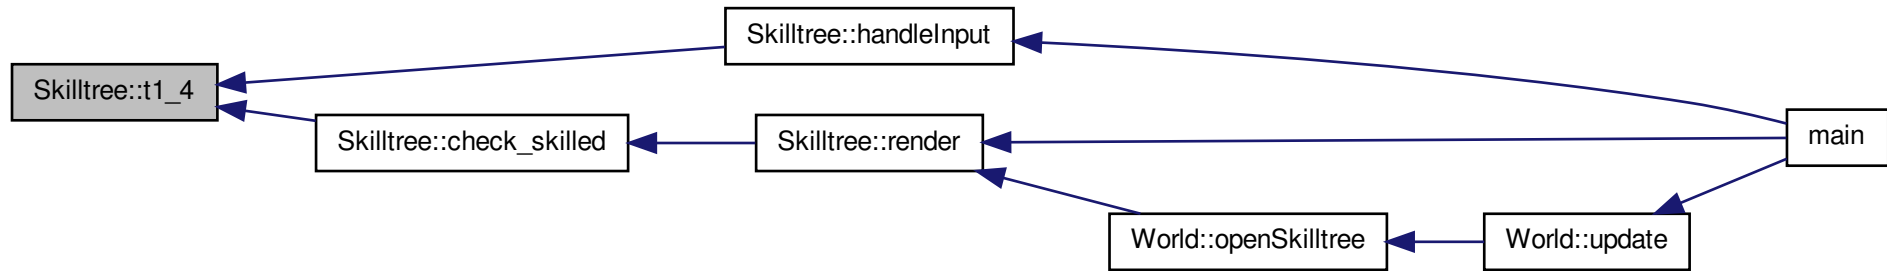 Skilltree::t1_4
Skilltree::handleInput
Skilltree::check_skilled
Skilltree::render
World::openSkilltree
World::update
main